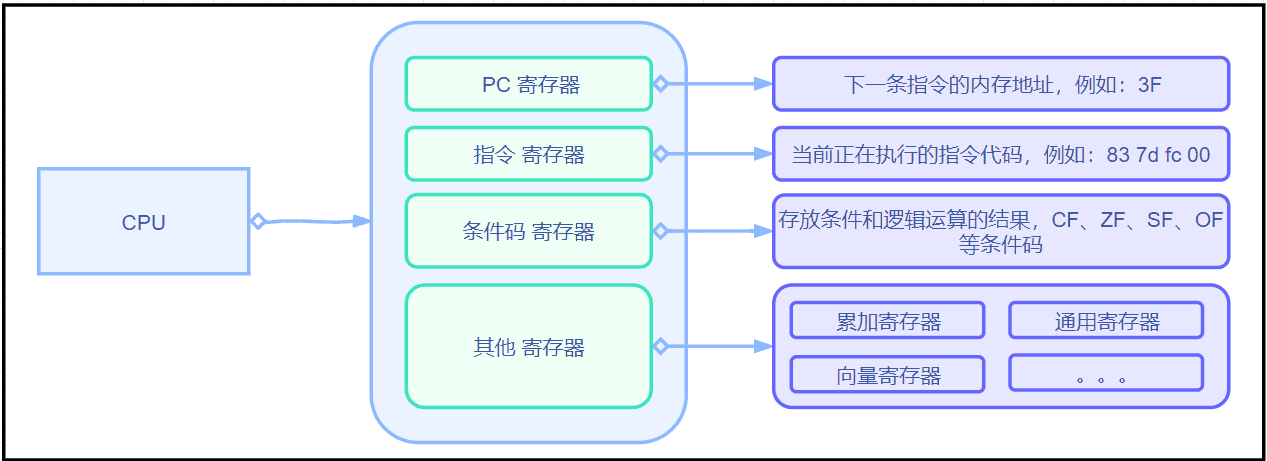 CPU
PC 寄存器
下一条指令的内存地址，例如：3F
指令 寄存器
当前正在执行的指令代码，例如：83 7d fc 00
条件码 寄存器
存放条件和逻辑运算的结果，CF、ZF、SF、OF
等条件码
其他 寄存器
累加寄存器
通用寄存器
向量寄存器
。。。